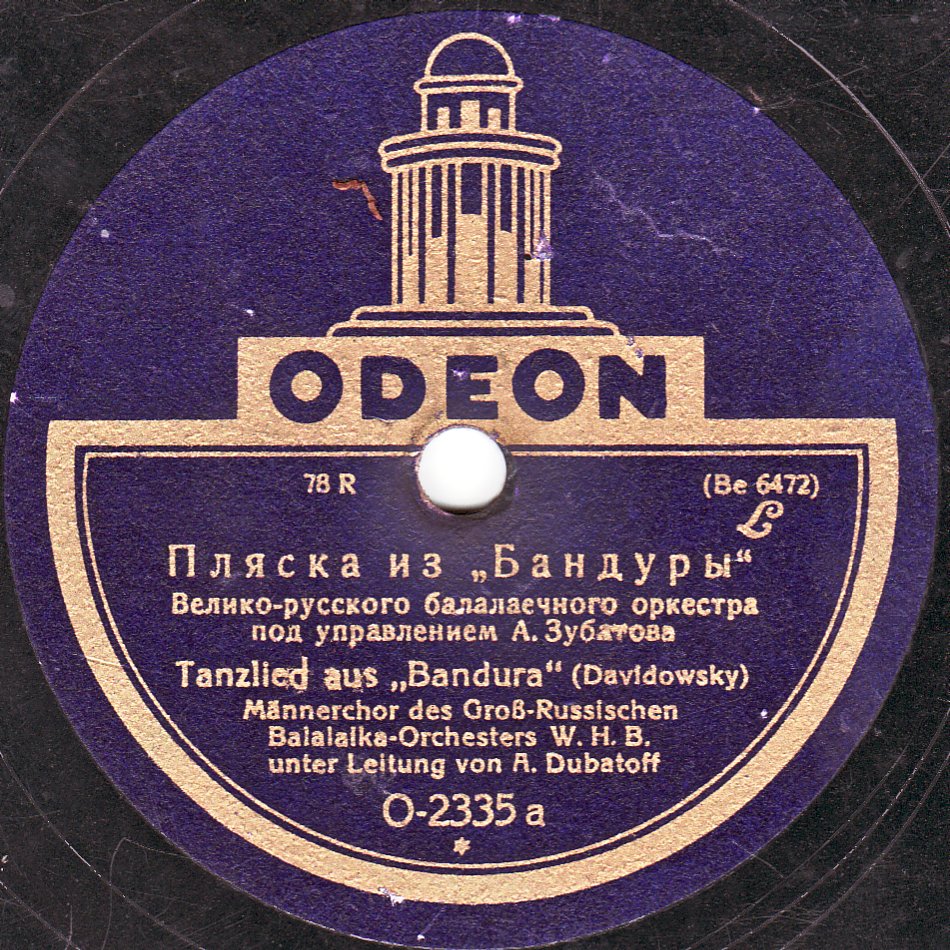 ODEON
78 R (Be 6472)
L
Пляска из „Бандуры“
Велико-русского балалаечного оркестра
под управлением А. Зубатова
Tanzlied aus „Bandura“ (Davidowsky)
Männerchor des Groß-Russischen
Balalaika-Orchesters W. H. B.
unter Leitung von A. Dubatoff
O-2335 a
*